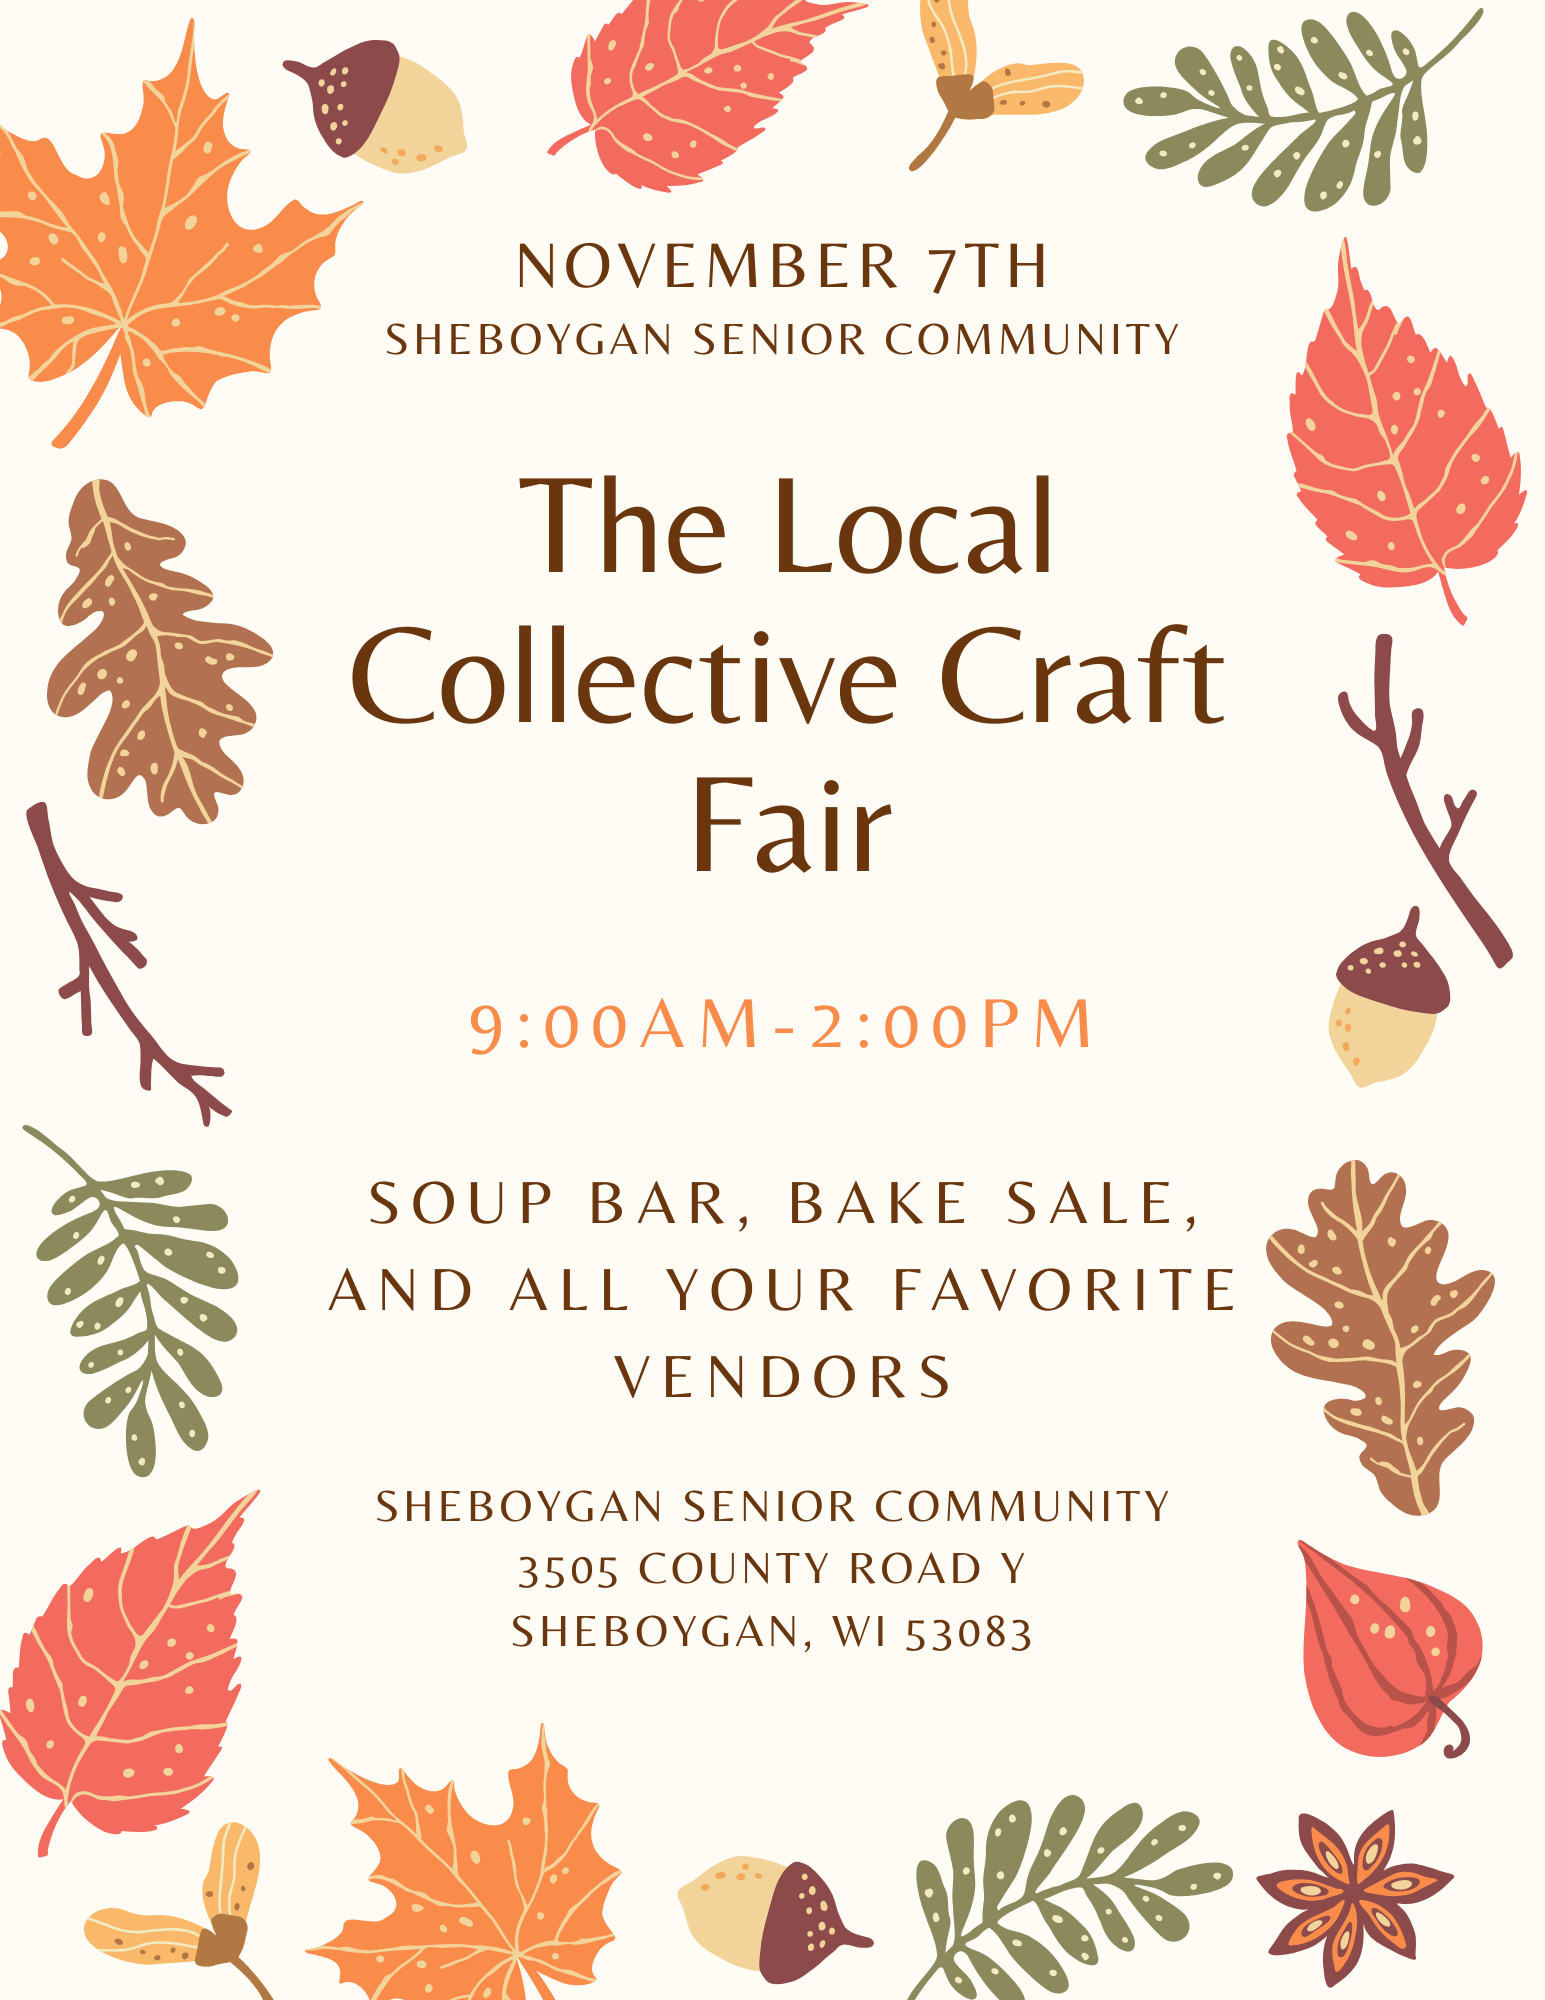 NOVEMBER 7TH
SHEBOYGAN SENIOR COMMUNITY
The Local
Collective Craft
Fair
9:00AM-2:00PM
SOUP BAR, BAKE SALE,
AND ALL YOUR FAVORITE
VENDORS
SHEBOYGAN SENIOR COMMUNITY
3505 COUNTY ROAD Y
SHEBOYGAN, WI 53083